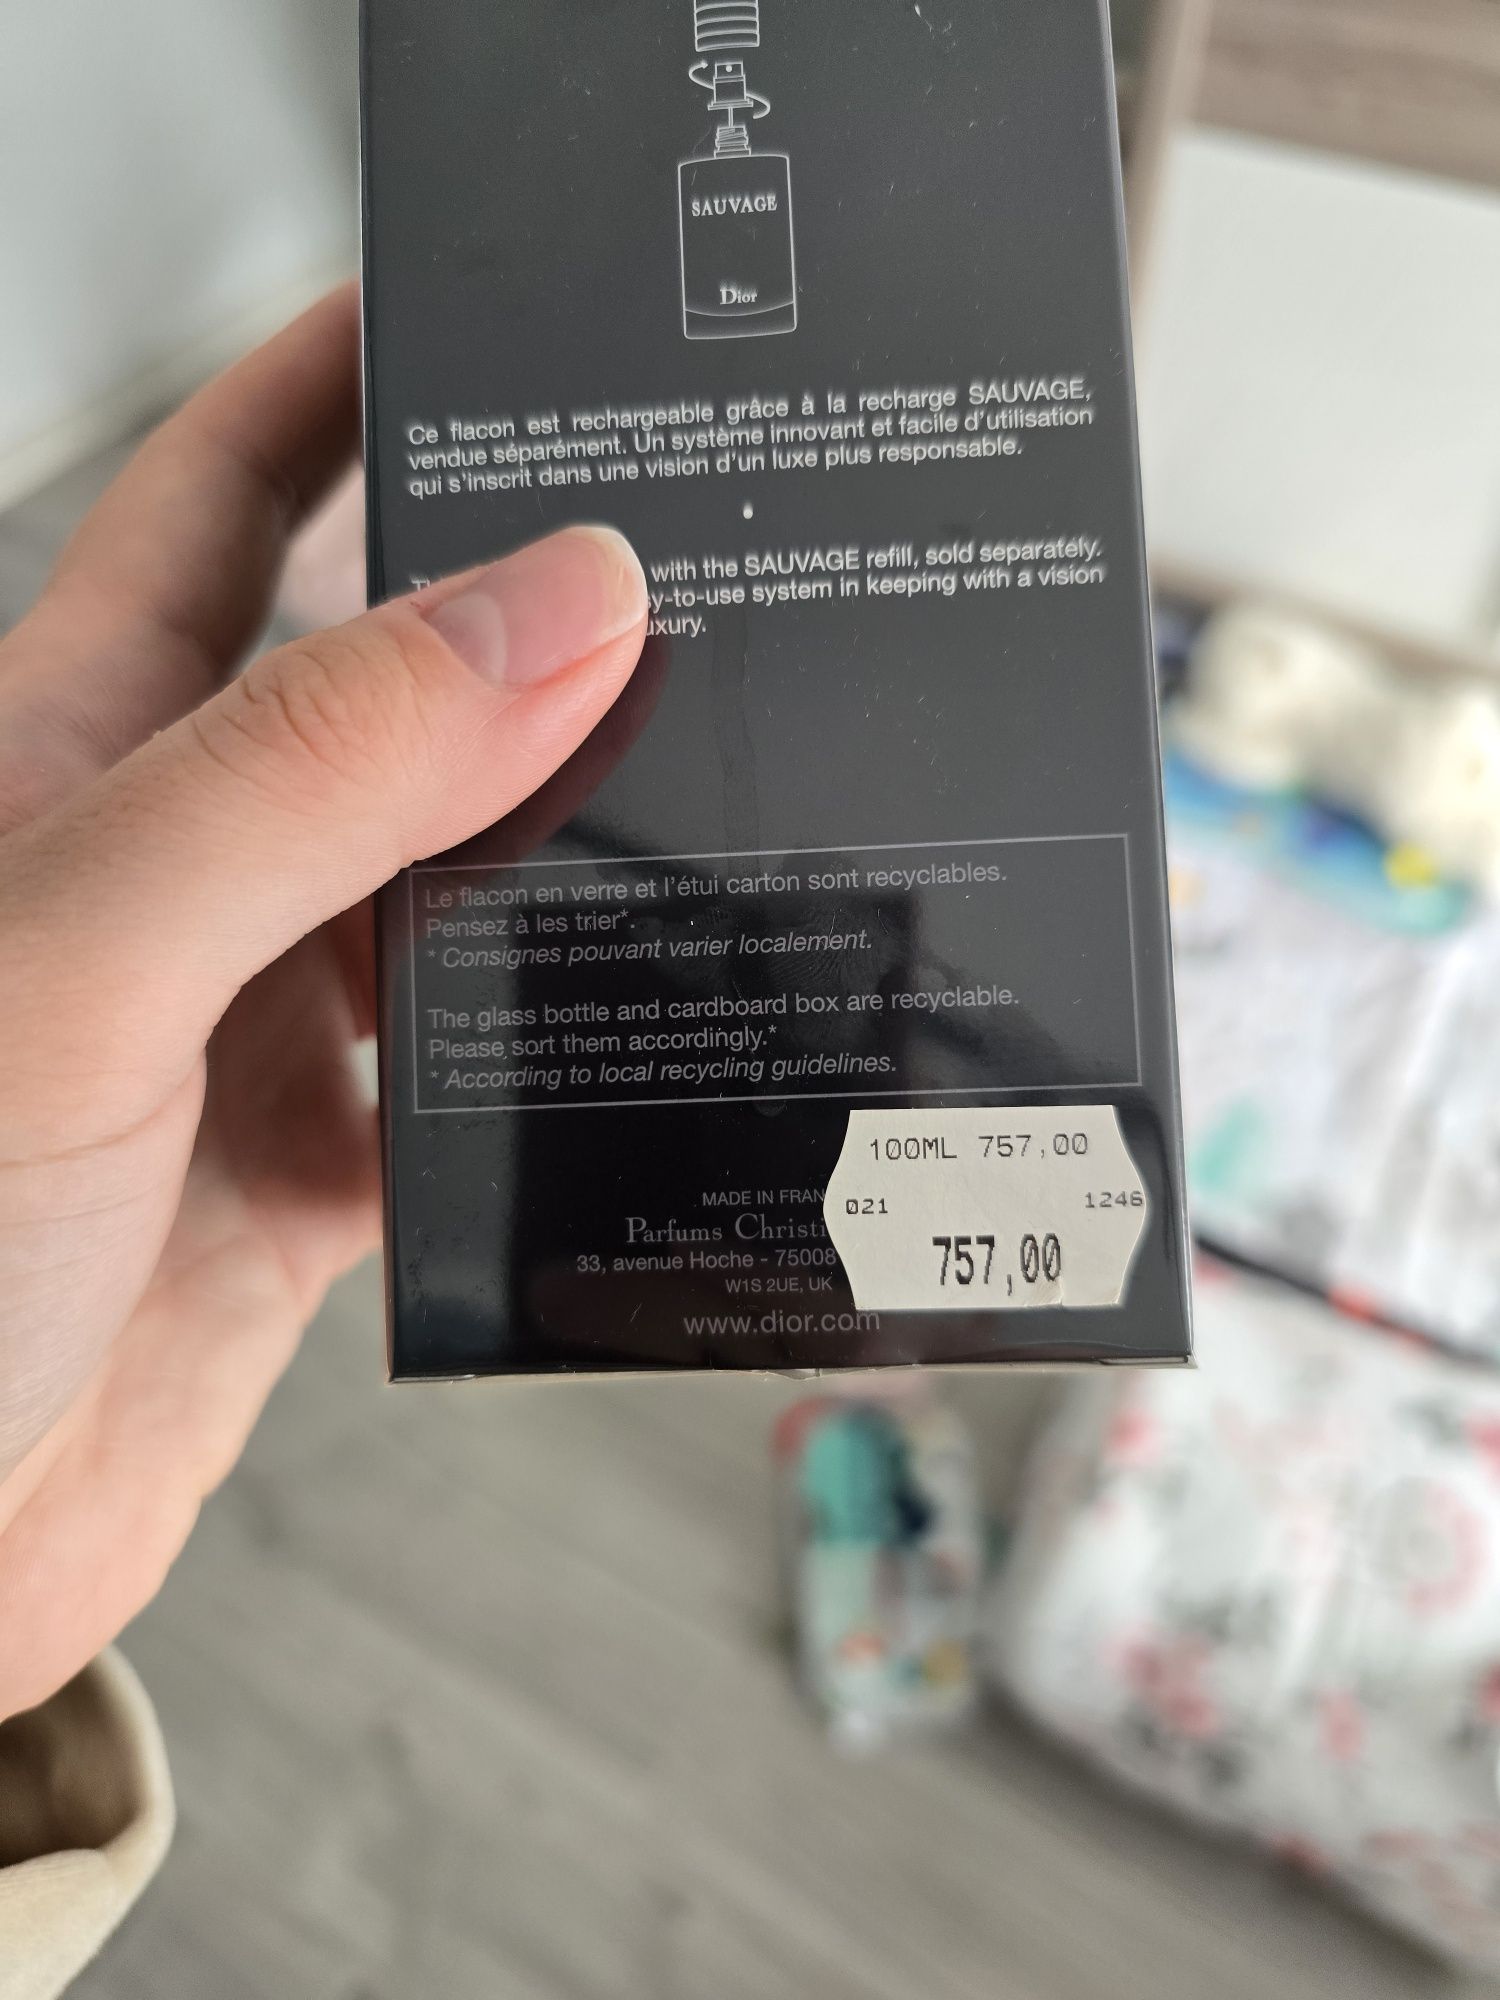 SAUVAGE
Dior
Ce flacon est rechargeable grâce à la recharge SAUVAGE,
vendue séparément. Un système innovant et facile d'utilisation
qui s'inscrit dans une vision d'un luxe plus responsable.
with the SAUVAGE refill, sold separately.
y-to-use system in keeping with a vision
uxury.
Le flacon en verre et l'étui carton sont recyclables.
Pensez à les trier*.
* Consignes pouvant varier localement.
The glass bottle and cardboard box are recyclable.
Please sort them accordingly.*
* According to local recycling guidelines.
MADE IN FRAN
Parfums Christi
33, avenue Hoche - 75008
W1S 2UE, UK
www.dior.com
100ML 757,00
021 1246
757,00